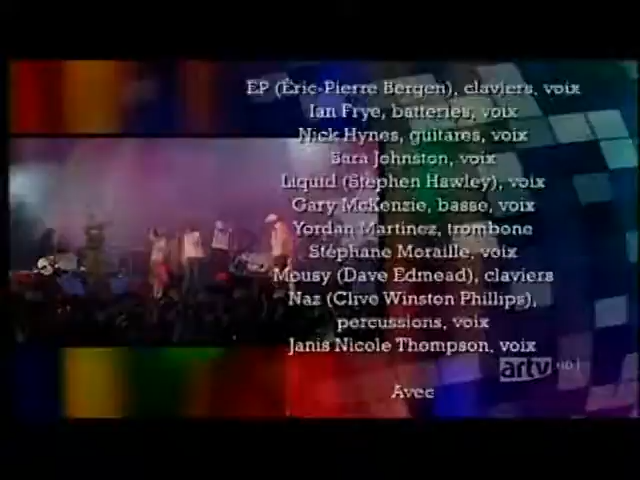 EP (Éric-Pierre Bergen), claviers, voix
Ian Frye, batteries, voix
Nick Hynes, guitares, voix
Sara Johnston, voix
Liquid (Stephen Hawley), voix
Gary McKenzie, basse, voix
Yordan Martinez, trombone
Stéphane Moraille, voix
Mousy (Dave Edmead), claviers
Naz (Clive Winston Phillips),
percussions, voix
Janis Nicole Thompson, voix
artv HD
Avec